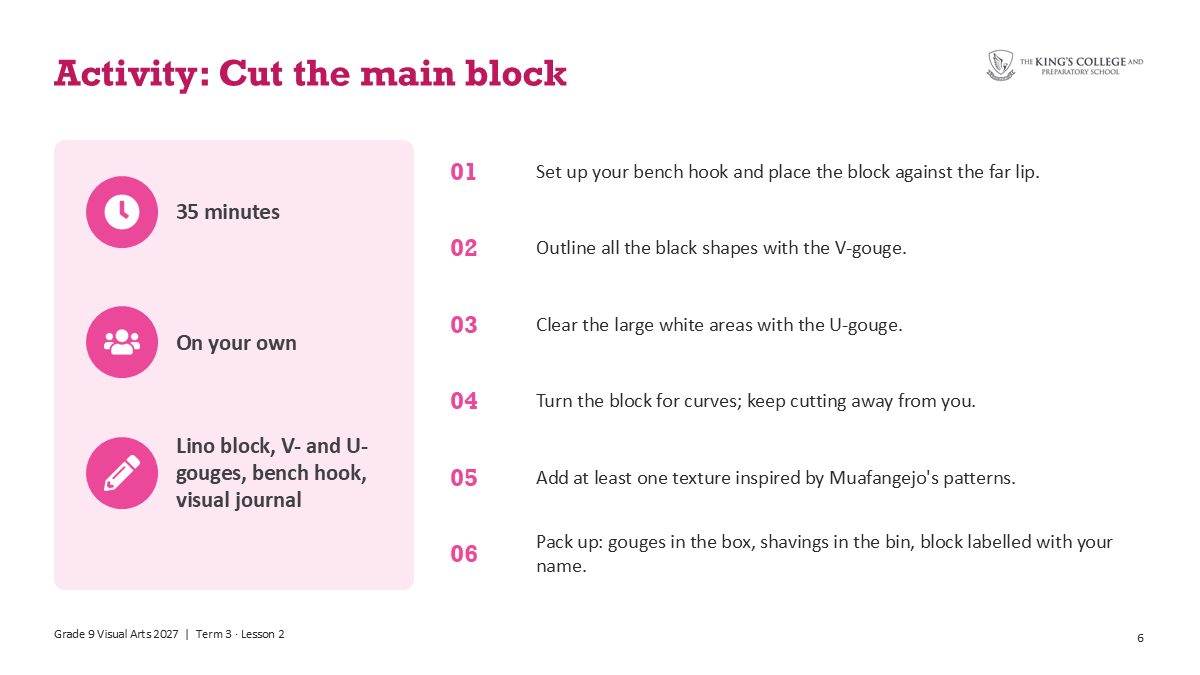 Activity: Cut the main block
THE KING'S COLLEGE AND
PREPARATORY SCHOOL
35 minutes
On your own
Lino block, V- and U-
gouges, bench hook,
visual journal
01
Set up your bench hook and place the block against the far lip.
02
Outline all the black shapes with the V-gouge.
03
Clear the large white areas with the U-gouge.
04
Turn the block for curves; keep cutting away from you.
05
Add at least one texture inspired by Muafangejo's patterns.
06
Pack up: gouges in the box, shavings in the bin, block labelled with your
name.
Grade 9 Visual Arts 2027 | Term 3 · Lesson 2
6